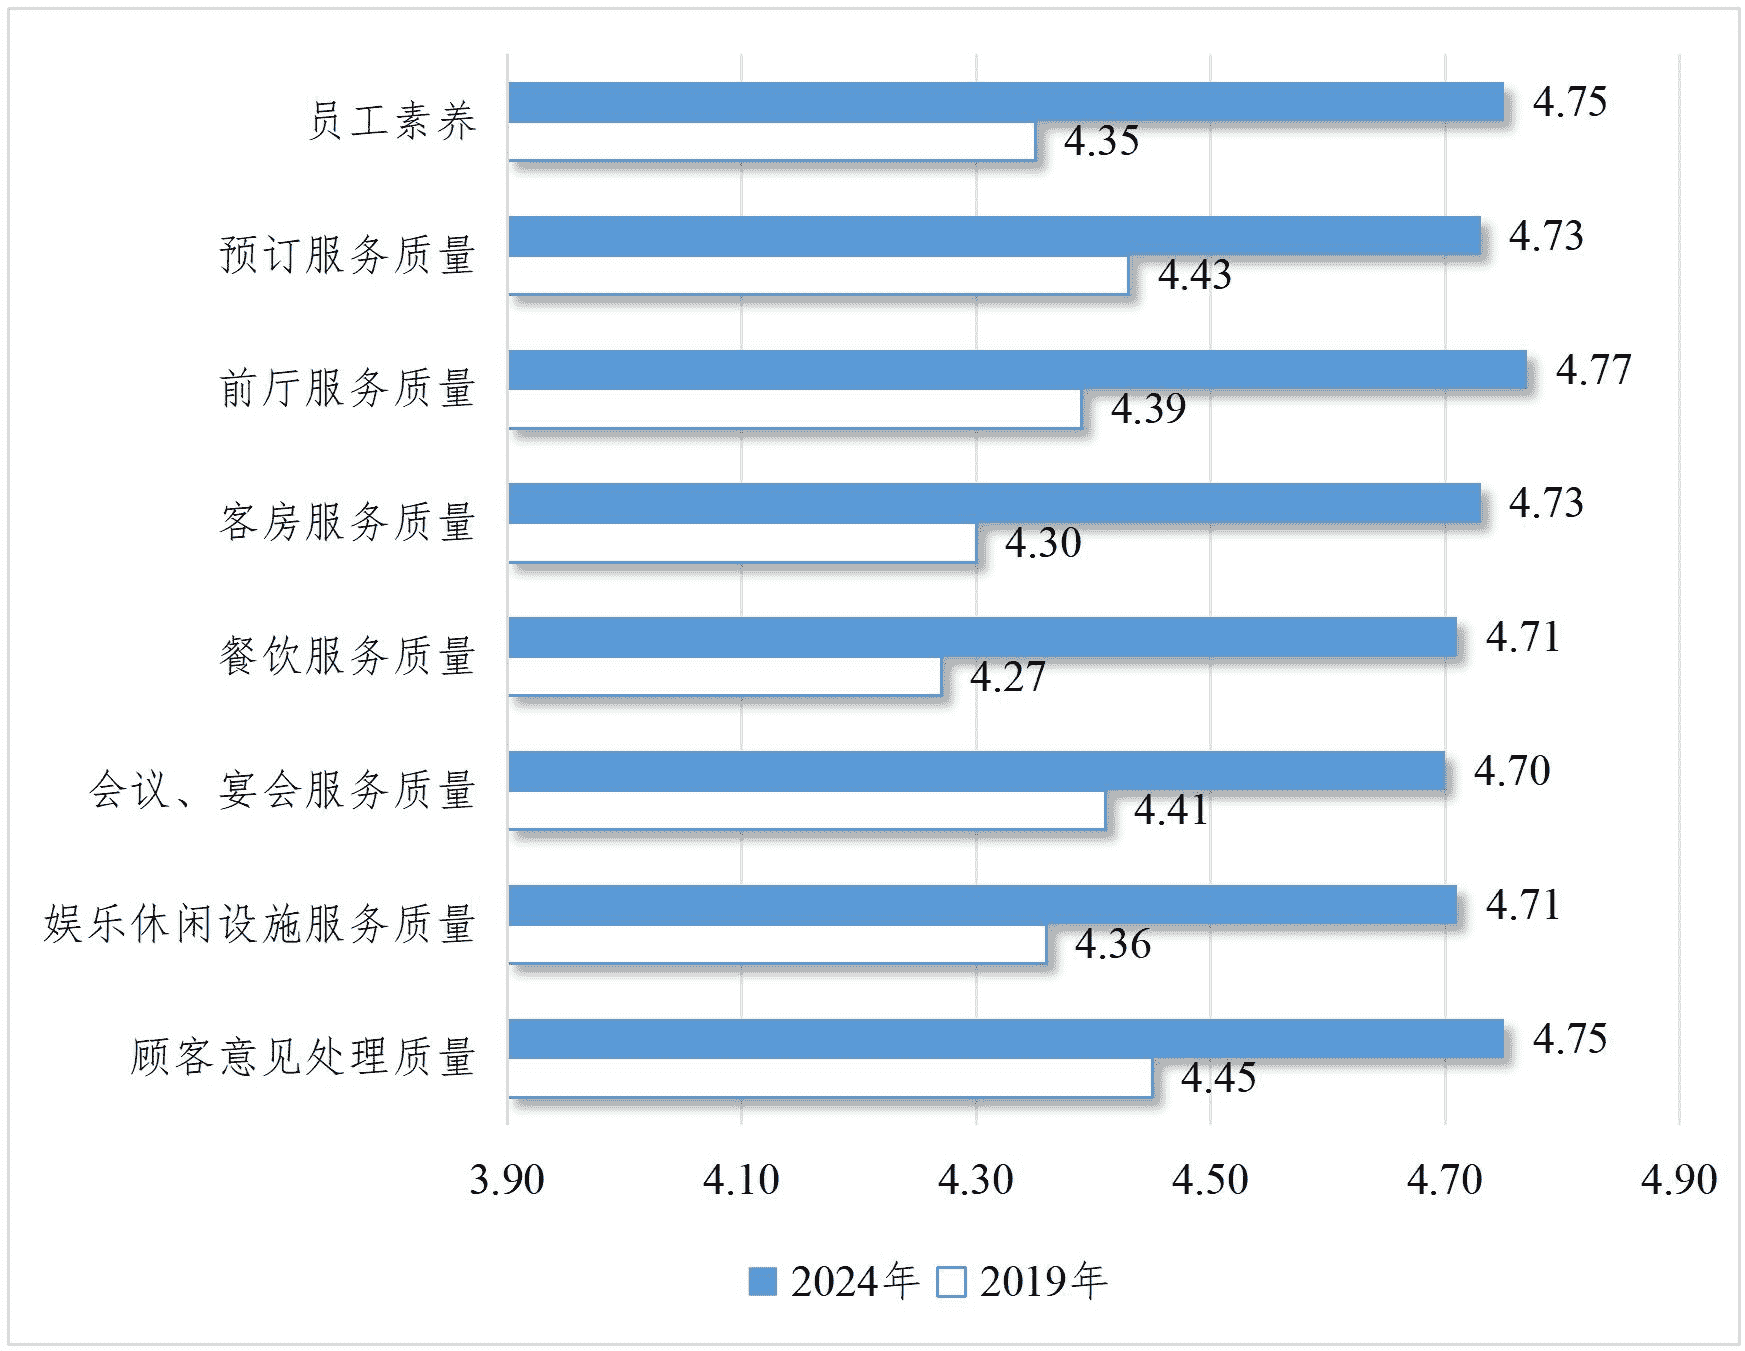 员工素养
4.75
4.35
预订服务质量
4.73
4.43
前厅服务质量
4.77
4.39
客房服务质量
4.73
4.30
餐饮服务质量
4.71
4.27
会议、宴会服务质量
4.70
4.41
娱乐休闲设施服务质量
4.71
4.36
顾客意见处理质量
4.75
4.45
3.90 4.10 4.30 4.50 4.70 4.90
2024年 2019年